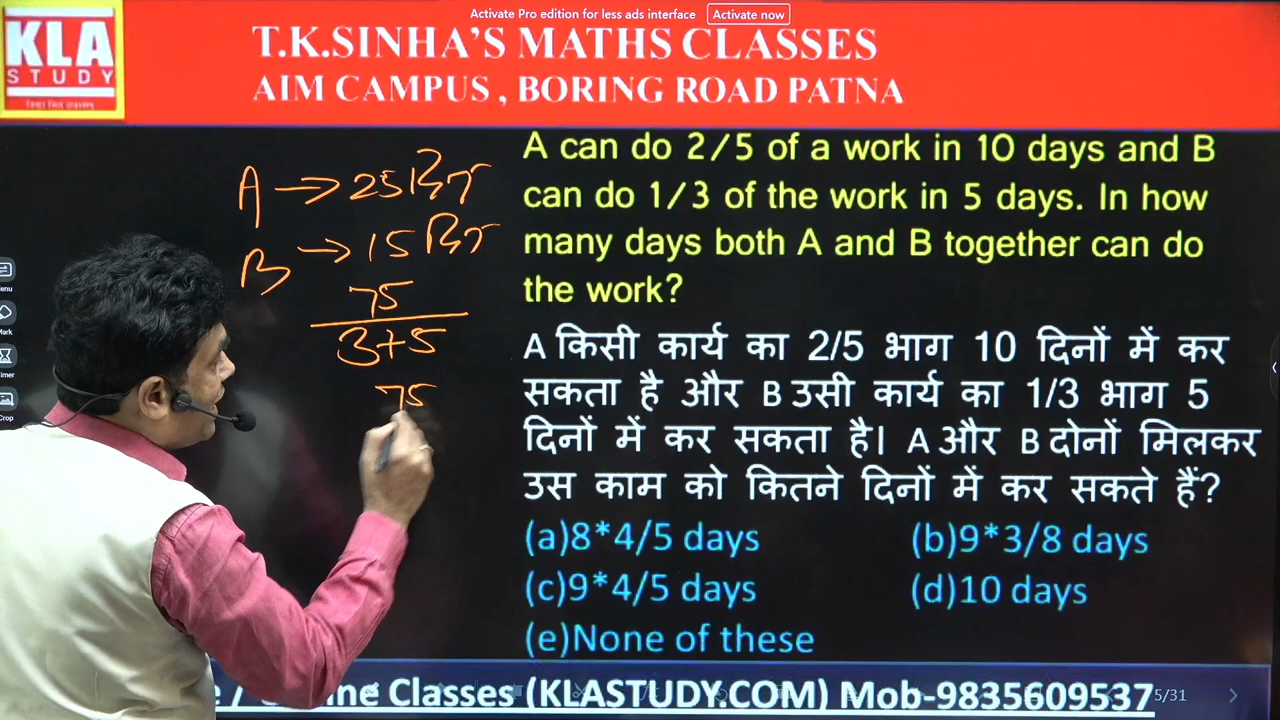 Activate Pro edition for less ads interface
Activate now
KLA
STUDY
T.K.SINHA'S MATHS CLASSES
AIM CAMPUS , BORING ROAD PATNA
A can do 2/5 of a work in 10 days and B
can do 1/3 of the work in 5 days. In how
many days both A and B together can do
the work?
A किसी कार्य का 2/5 भाग 10 दिनों में कर
सकता है और B उसी कार्य का 1/3 भाग 5
दिनों में कर सकता है। A और B दोनों मिलकर
उस काम को कितने दिनों में कर सकते हैं?
(a)8*4/5 days
(b)9*3/8 days
(c)9*4/5 days
(d)10 days
(e)None of these
A → 25
B → 15
75
3+5
75
enu
Mark
Timer
Crop
Classes (KLASTUDY.COM) Mob-9835609537
5/31